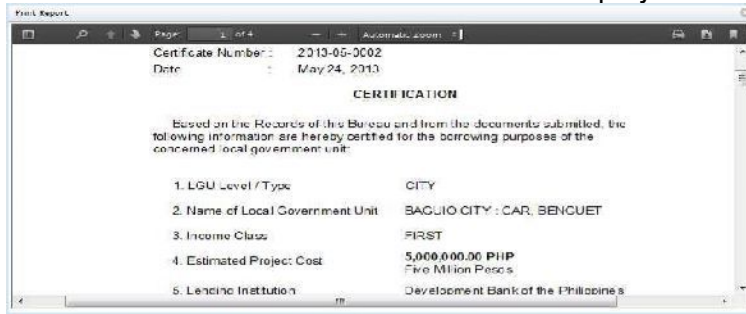 Print Report
Page: 1 of 4 Automatic Zoom
Certificate Number : 2013-05-0002
Date : May 24, 2013
CERTIFICATION
Based on the Records of this Bureau and from the documents submitted, the
following information are hereby certified for the borrowing purposes of the
concerned local government unit:
1. LGU Level / Type CITY
2. Name of Local Government Unit BAGUIO CITY : CAR, BENGUET
3. Income Class FIRST
4. Estimated Project Cost 5,000,000.00 PHP
Five Million Pesos
5. Lending Institution Development Bank of the Philippines